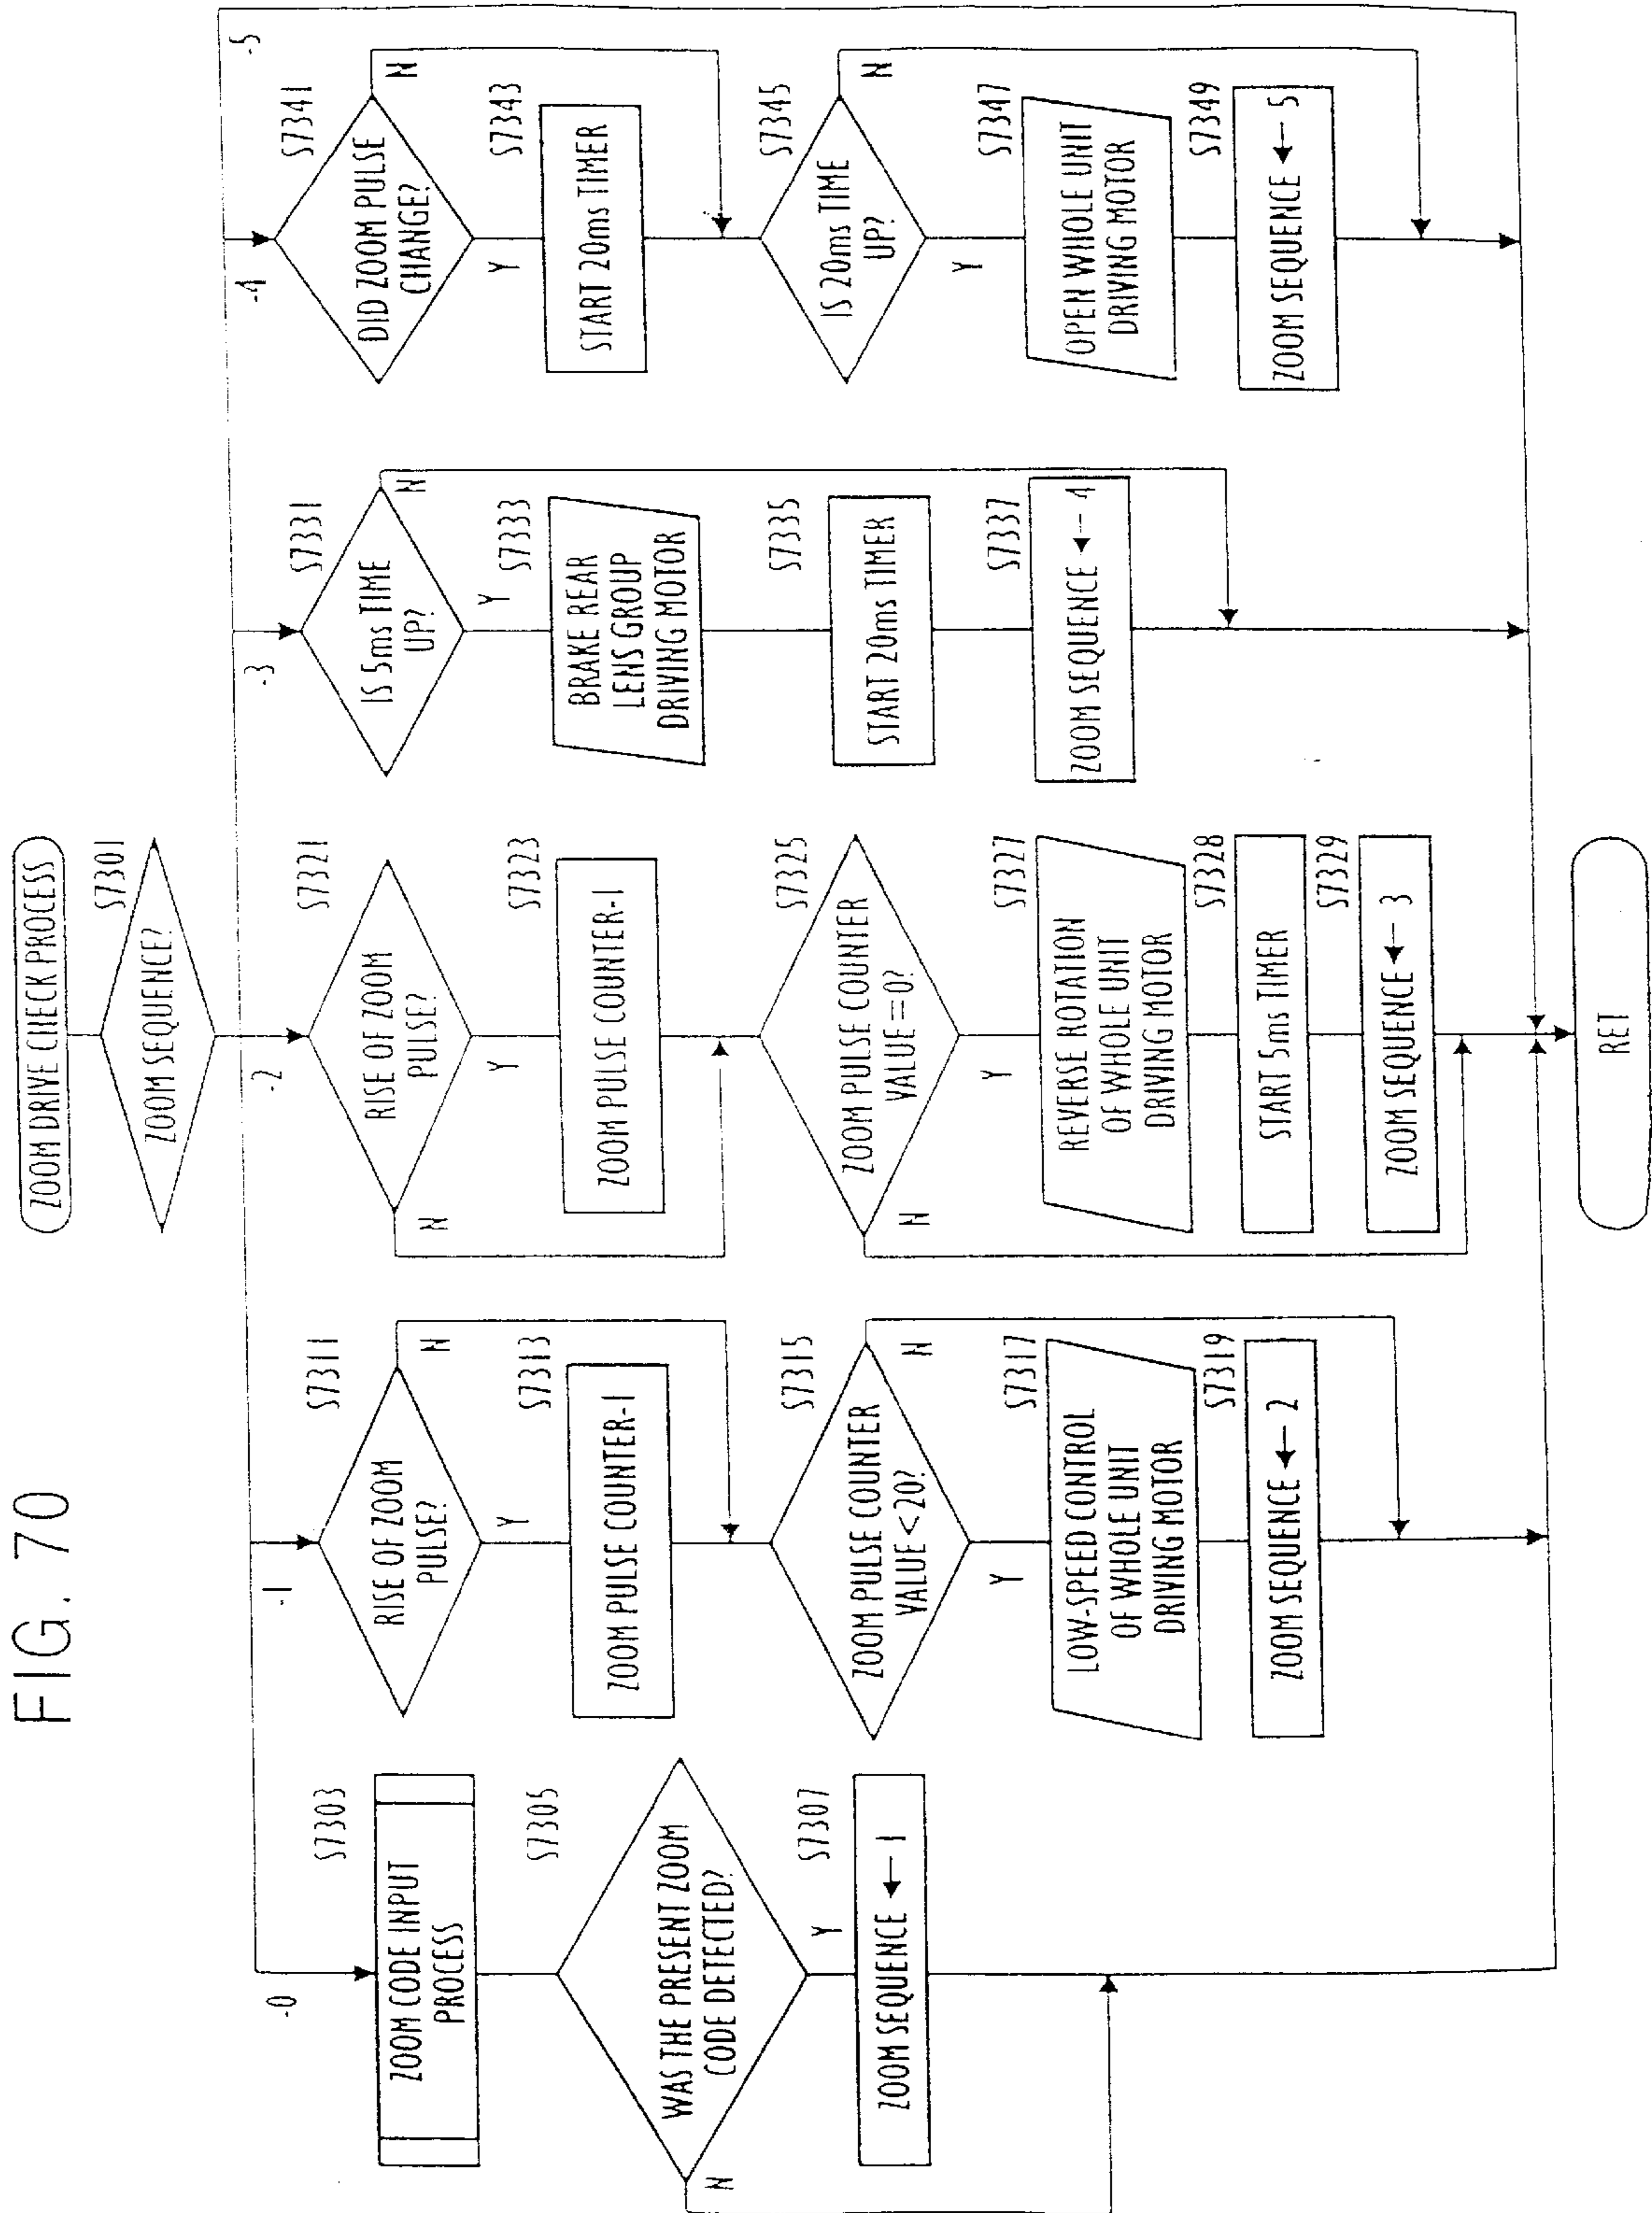 FIG. 70
ZOOM DRIVE CHECK PROCESS
S7301
ZOOM SEQUENCE?
-0
S7303
ZOOM CODE INPUT
PROCESS
S7305
WAS THE PRESENT ZOOM
CODE DETECTED?
N
Y
S7307
ZOOM SEQUENCE ← 1
-1
S7311
RISE OF ZOOM
PULSE?
N
Y
S7313
ZOOM PULSE COUNTER-1
S7315
ZOOM PULSE COUNTER
VALUE<20?
N
Y
S7317
LOW-SPEED CONTROL
OF WHOLE UNIT
DRIVING MOTOR
S7319
ZOOM SEQUENCE ← 2
-2
S7321
RISE OF ZOOM
PULSE?
N
Y
S7323
ZOOM PULSE COUNTER-1
S7325
ZOOM PULSE COUNTER
VALUE=0?
N
Y
S7327
REVERSE ROTATION
OF WHOLE UNIT
DRIVING MOTOR
S7328
START 5ms TIMER
S7329
ZOOM SEQUENCE ← 3
-3
S7331
IS 5ms TIME
UP?
N
Y
S7333
BRAKE REAR
LENS GROUP
DRIVING MOTOR
S7335
START 20ms TIMER
S7337
ZOOM SEQUENCE ← 4
-4
S7341
DID ZOOM PULSE
CHANGE?
N
Y
S7343
START 20ms TIMER
S7345
IS 20ms TIME
UP?
N
Y
S7347
OPEN WHOLE UNIT
DRIVING MOTOR
S7349
ZOOM SEQUENCE ← 5
-5
RET